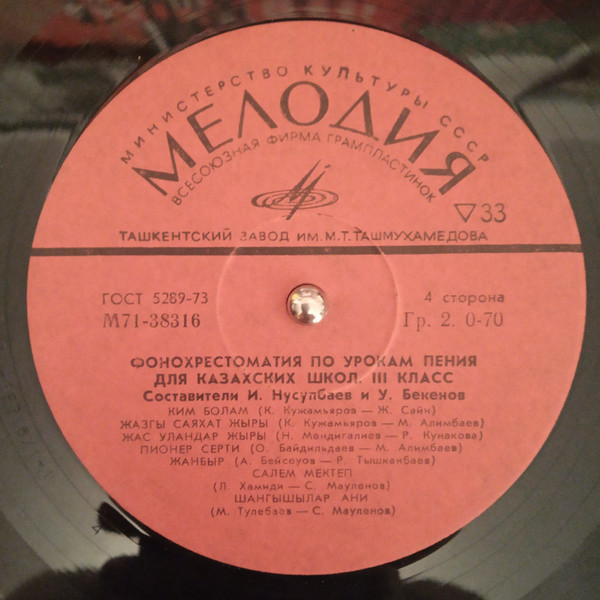 МИНИСТЕРСТВО КУЛЬТУРЫ СССР
МЕЛОДИЯ
ВСЕСОЮЗНАЯ ФИРМА ГРАМПЛАСТИНОК
33
ТАШКЕНТСКИЙ ЗАВОД ИМ. М.Т. ТАШМУХАМЕДОВА
ГОСТ 5289-73
4 сторона
М71-38316
Гр. 2. 0-70
ФОНОХРЕСТОМАТИЯ ПО УРОКАМ ПЕНИЯ
ДЛЯ КАЗАХСКИХ ШКОЛ. III КЛАСС
Составители И. Нусупбаев и У. Бекенов
КИМ БОЛАМ (К. Кужамьяров — Ж. Сайн)
ЖАЗГЫ САЯХАТ ЖЫРЫ (К. Кужамьяров — М. Алимбаев)
ЖАС УЛАНДАР ЖЫРЫ (Н. Мендигалиев — Р. Кунакова)
ПИОНЕР СЕРТИ (О. Байдильдаев — М. Алимбаев)
ЖАНБЫР (А. Бейсеуов — Р. Тышканбаев)
САЛЕМ МЕКТЕП
(Л. Хамиди — С. Мауленов)
ШАНГЫШЫЛАР АНИ
(М. Тулебаев — С. Мауленов)